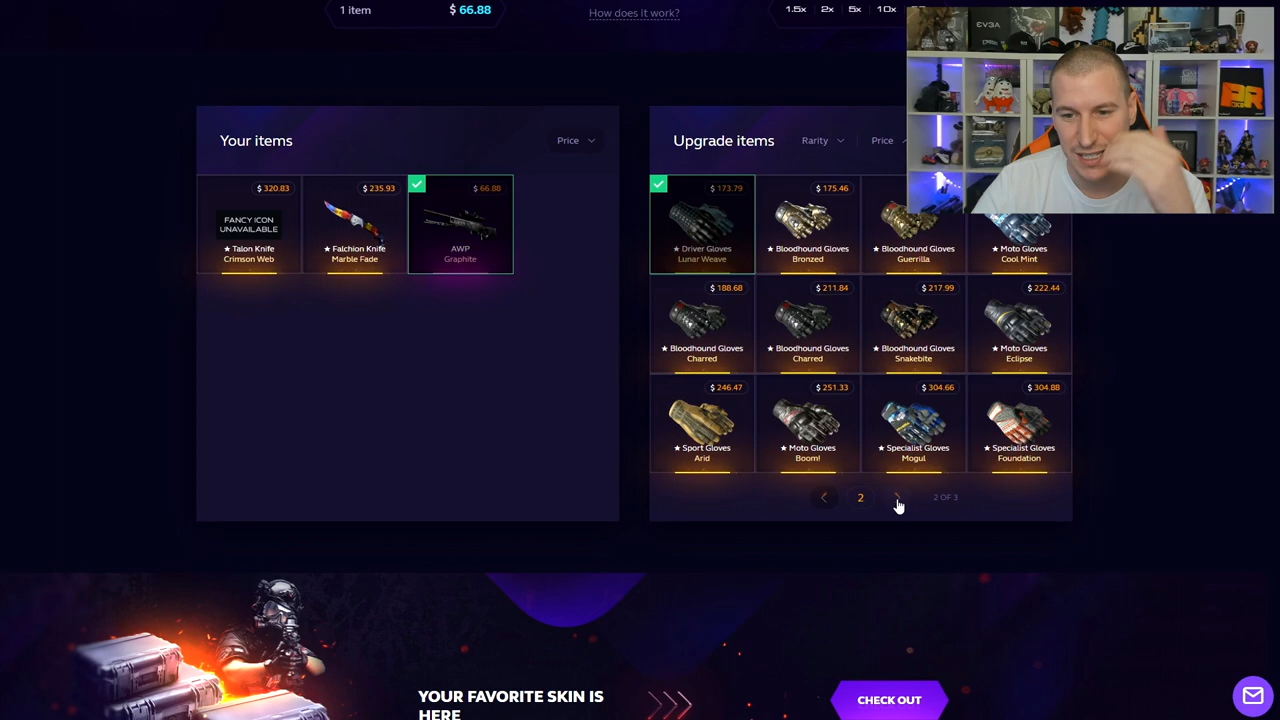 1 item
$ 66.88
How does it work?
1.5x 2x 5x 10x
EVGA
Your items
Price
Upgrade items
Rarity
Price
$ 320.83
FANCY ICON
UNAVAILABLE
★ Talon Knife
Crimson Web
$ 235.93
★ Falchion Knife
Marble Fade
$ 66.88
AWP
Graphite
$ 173.79
★ Driver Gloves
Lunar Weave
$ 175.46
★ Bloodhound Gloves
Bronzed
★ Bloodhound Gloves
Guerrilla
★ Moto Gloves
Cool Mint
$ 188.68
★ Bloodhound Gloves
Charred
$ 211.84
★ Bloodhound Gloves
Charred
$ 217.99
★ Bloodhound Gloves
Snakebite
$ 222.44
★ Moto Gloves
Eclipse
$ 246.47
★ Sport Gloves
Arid
$ 251.33
★ Moto Gloves
Boom!
$ 304.66
★ Specialist Gloves
Mogul
$ 304.88
★ Specialist Gloves
Foundation
2
2 OF 3
YOUR FAVORITE SKIN IS
HERE
CHECK OUT